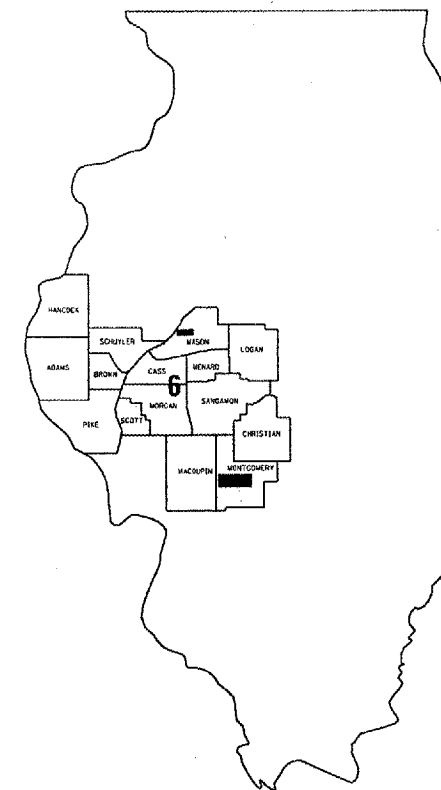 HANCOCK
SCHUYLER
MASON
LOGAN
ADAMS
BROWN
CASS
MENARD
6
MORGAN
SANGAMON
PIKE
SCOTT
CHRISTIAN
MACOUPIN
MONTGOMERY